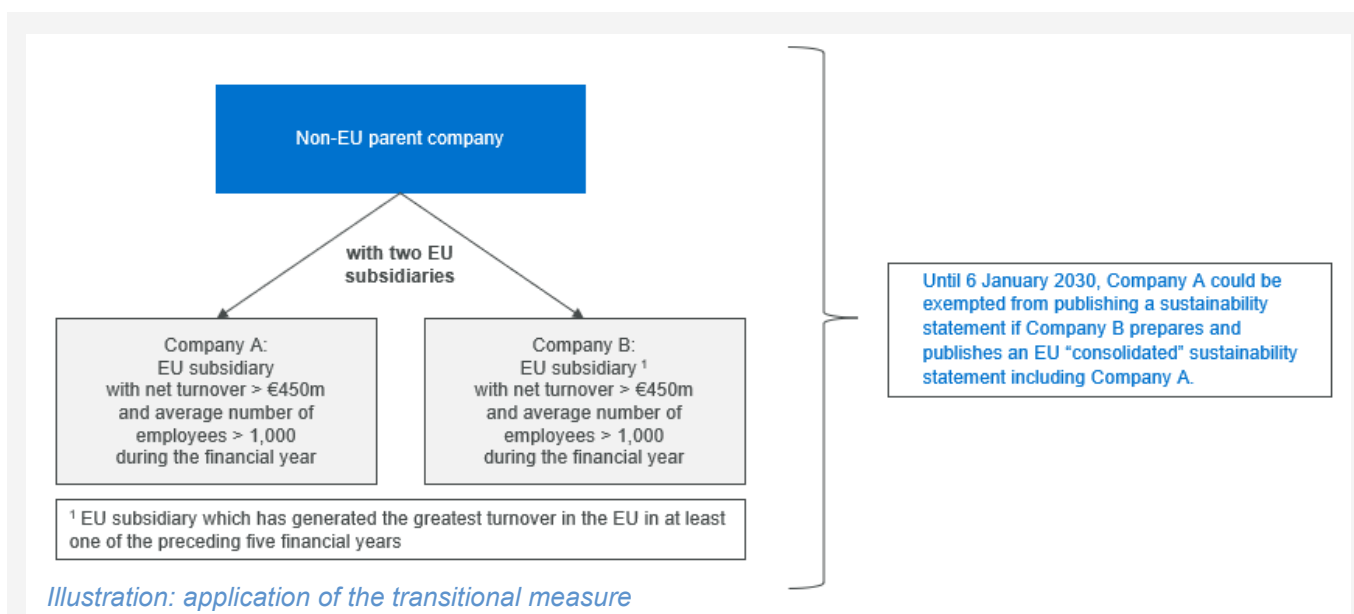 Non-EU parent company
with two EU
subsidiaries
Company A:
EU subsidiary
with net turnover > €450m
and average number of
employees > 1,000
during the financial year
Company B:
EU subsidiary ¹
with net turnover > €450m
and average number of
employees > 1,000
during the financial year
¹ EU subsidiary which has generated the greatest turnover in the EU in at least
one of the preceding five financial years
Until 6 January 2030, Company A could be
exempted from publishing a sustainability
statement if Company B prepares and
publishes an EU “consolidated” sustainability
statement including Company A.
Illustration: application of the transitional measure